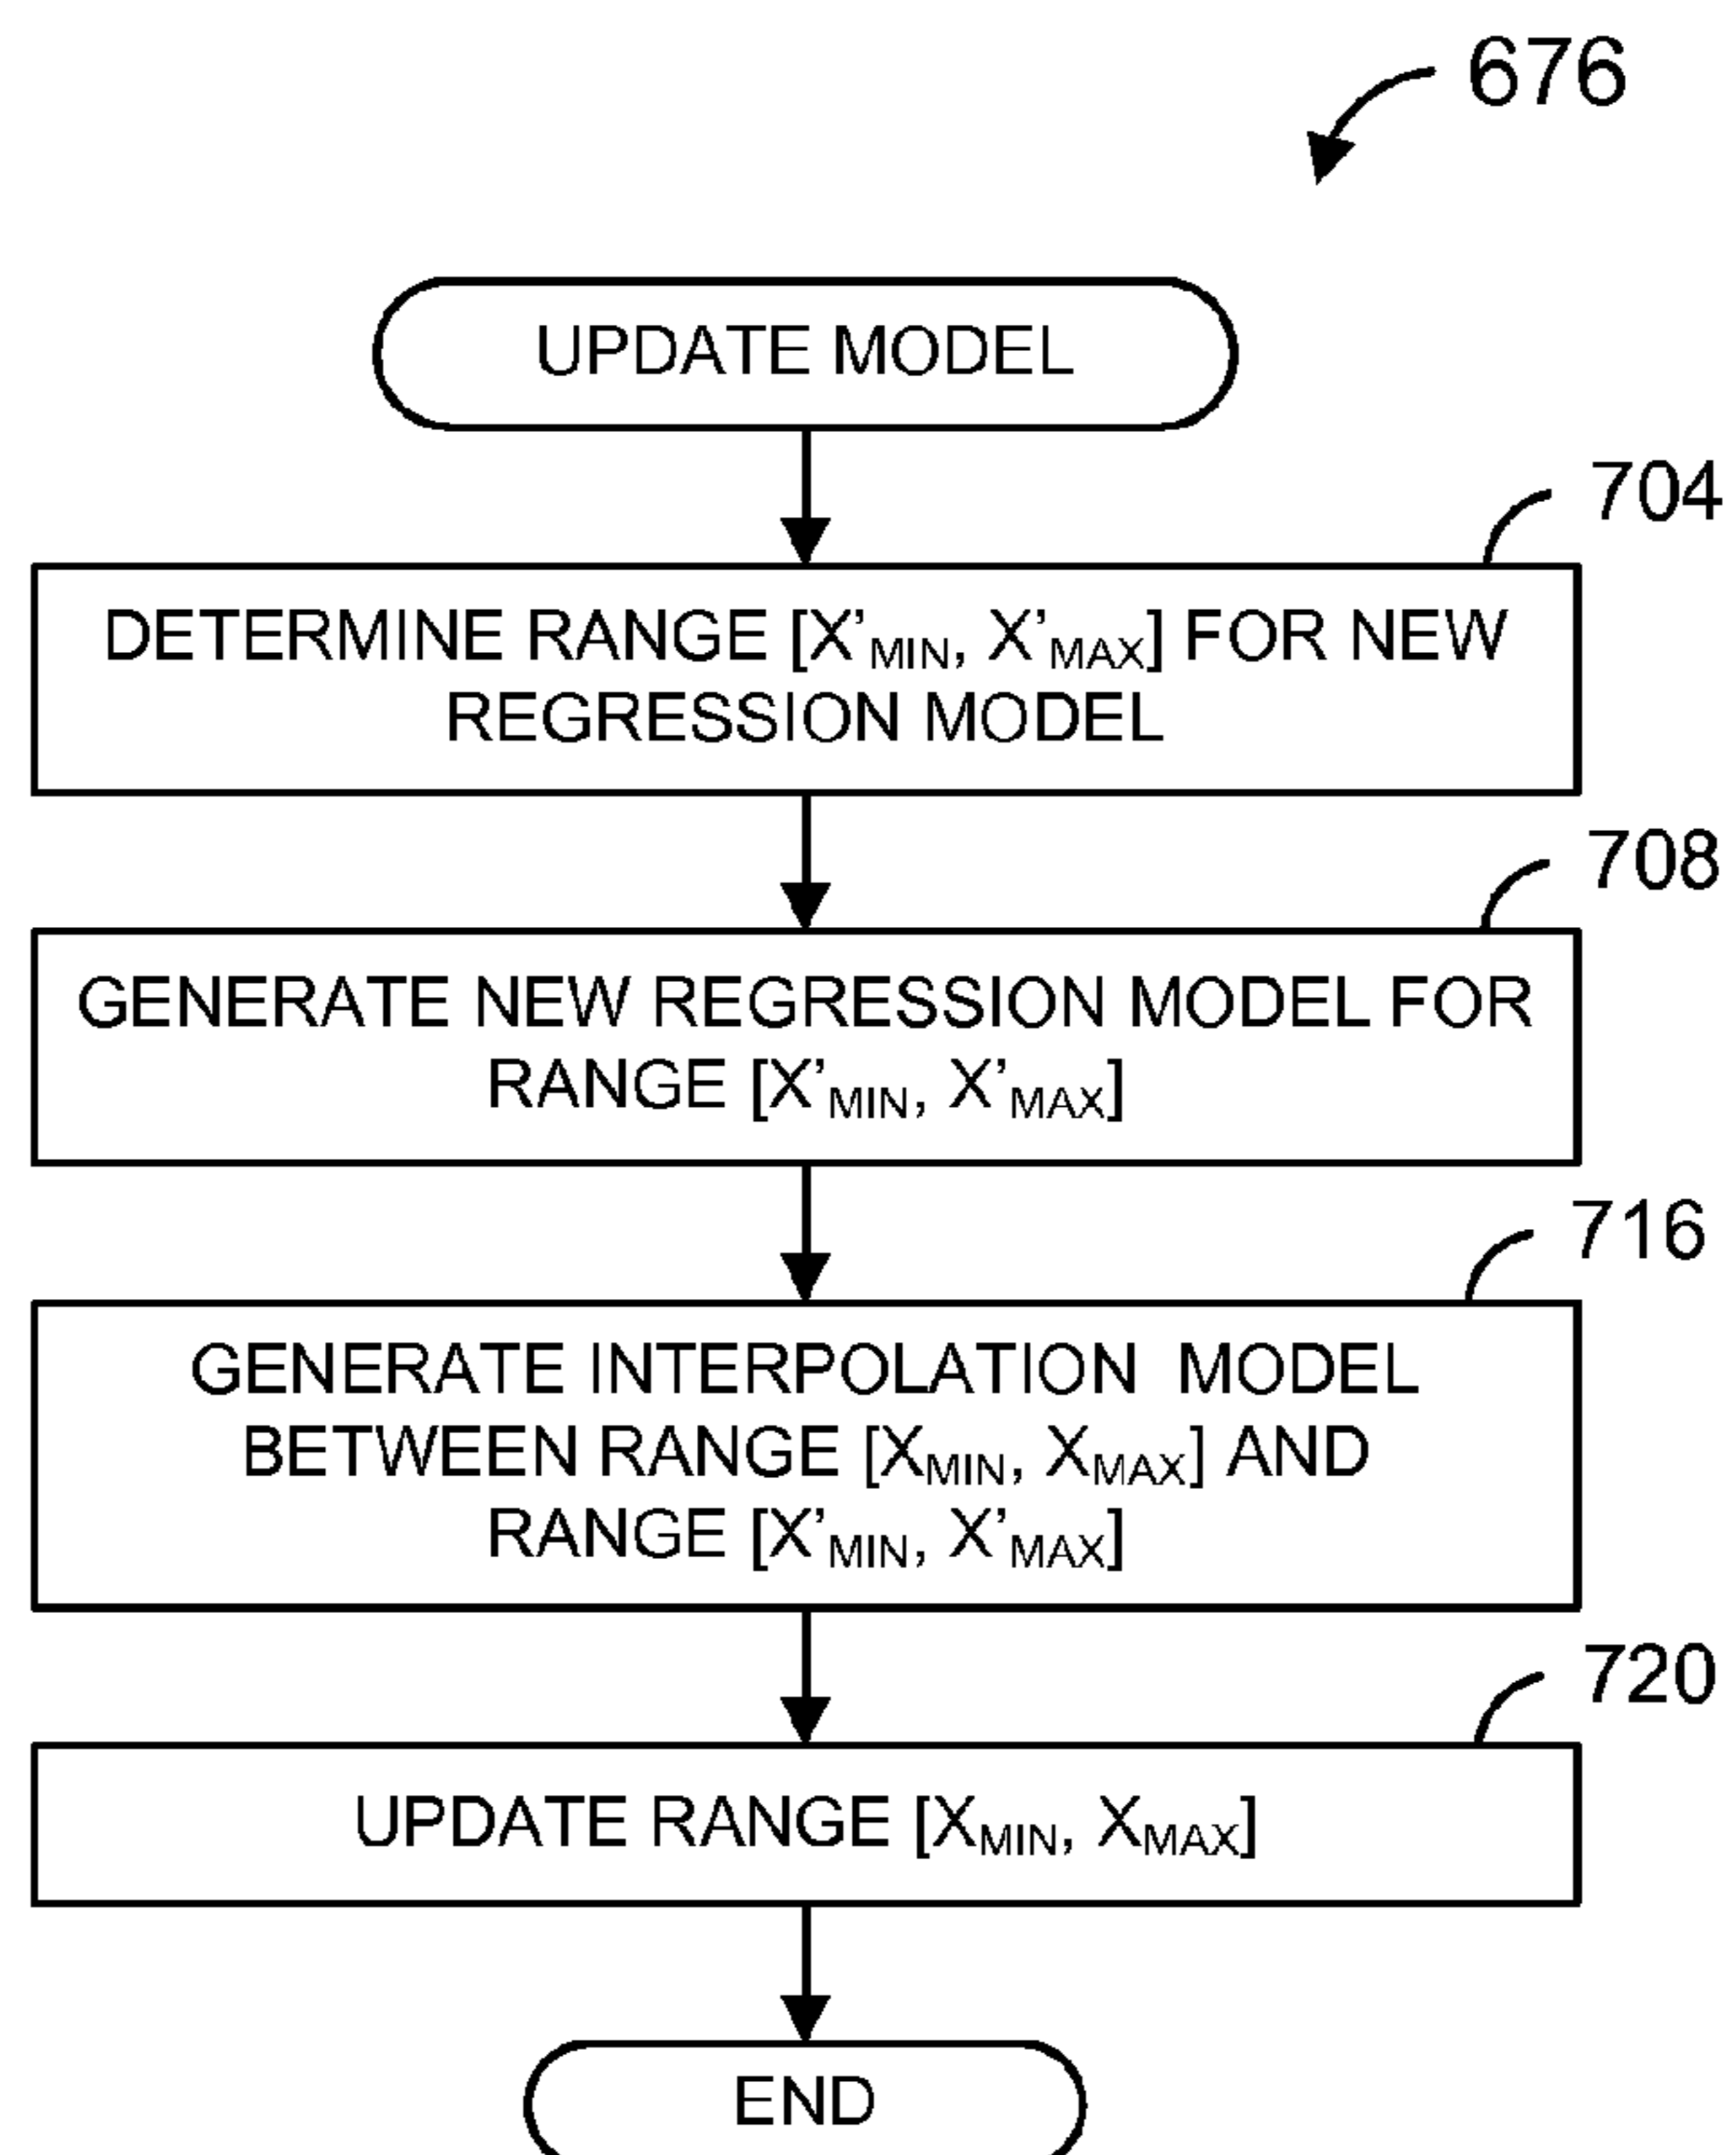 676
UPDATE MODEL
704
DETERMINE RANGE [X’MIN, X’MAX] FOR NEW
REGRESSION MODEL
708
GENERATE NEW REGRESSION MODEL FOR
RANGE [X’MIN, X’MAX]
716
GENERATE INTERPOLATION MODEL
BETWEEN RANGE [XMIN, XMAX] AND
RANGE [X’MIN, X’MAX]
720
UPDATE RANGE [XMIN, XMAX]
END